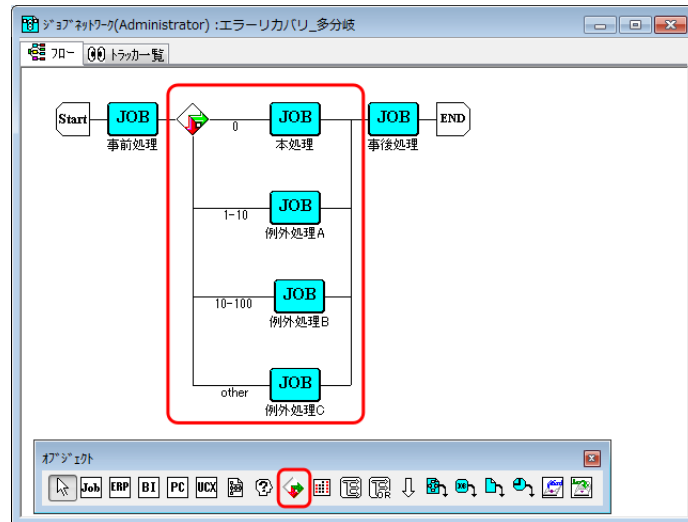 ｼﾞｮﾌﾞﾈｯﾄﾜｰｸ(Administrator) :エラーリカバリ_多分岐
ﾌﾛｰ ﾄﾗｯｶｰ一覧
Start JOB 0 JOB JOB END
事前処理 本処理 事後処理
JOB
1-10
例外処理A
JOB
10-100
例外処理B
JOB
other
例外処理C
ｵﾌﾞｼﾞｪｸﾄ
Job ERP BI PC UCX OR